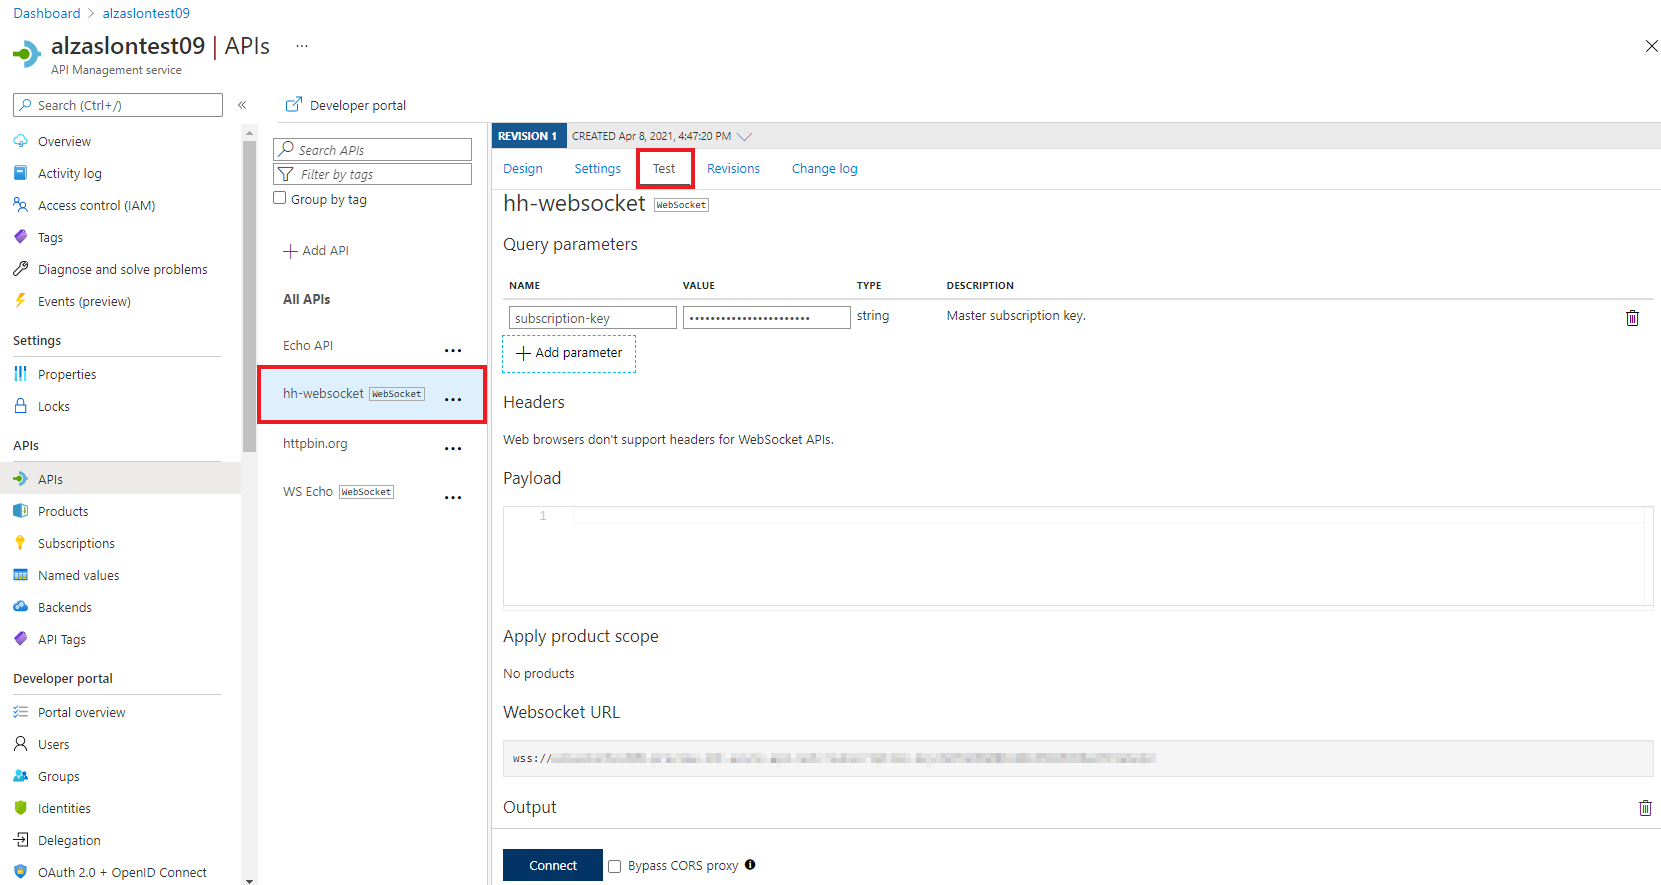 Dashboard > alzaslontest09
alzaslontest09 | APIs ...
API Management service
Search (Ctrl+/)
«
Overview
Activity log
Access control (IAM)
Tags
Diagnose and solve problems
Events (preview)
Settings
Properties
Locks
APIs
APIs
Products
Subscriptions
Named values
Backends
API Tags
Developer portal
Portal overview
Users
Groups
Identities
Delegation
OAuth 2.0 + OpenID Connect
Developer portal
Search APIs
Filter by tags
Group by tag
Add API
All APIs
Echo API ...
hh-websocket WebSocket ...
httpbin.org ...
WS Echo WebSocket ...
REVISION 1 CREATED Apr 8, 2021, 4:47:20 PM
Design Settings Test Revisions Change log
hh-websocket WebSocket
Query parameters
NAME VALUE TYPE DESCRIPTION
subscription-key ••••••••••••••••••••••• string Master subscription key.
Add parameter
Headers
Web browsers don't support headers for WebSocket APIs.
Payload
1
Apply product scope
No products
Websocket URL
wss://
Output
Connect Bypass CORS proxy